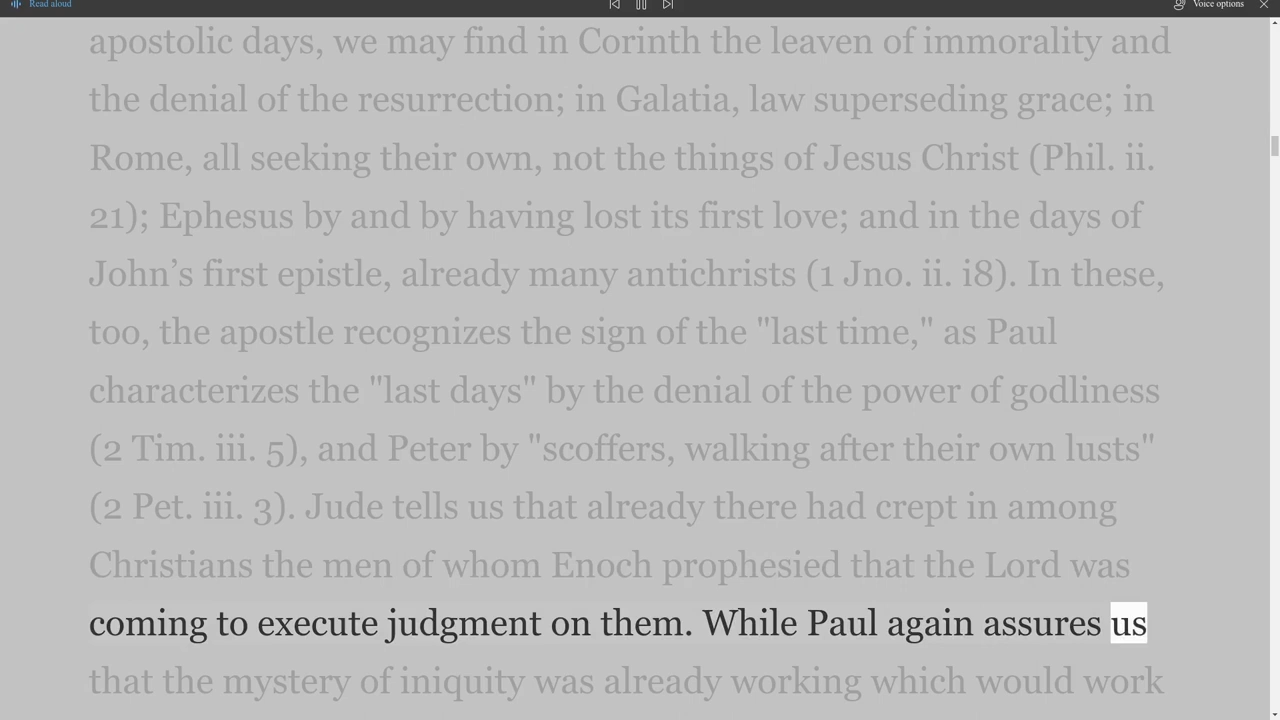 Read aloud
Voice options
apostolic days, we may find in Corinth the leaven of immorality and
the denial of the resurrection; in Galatia, law superseding grace; in
Rome, all seeking their own, not the things of Jesus Christ (Phil. ii.
21); Ephesus by and by having lost its first love; and in the days of
John’s first epistle, already many antichrists (1 Jno. ii. i8). In these,
too, the apostle recognizes the sign of the "last time," as Paul
characterizes the "last days" by the denial of the power of godliness
(2 Tim. iii. 5), and Peter by "scoffers, walking after their own lusts"
(2 Pet. iii. 3). Jude tells us that already there had crept in among
Christians the men of whom Enoch prophesied that the Lord was
coming to execute judgment on them. While Paul again assures us
that the mystery of iniquity was already working which would work